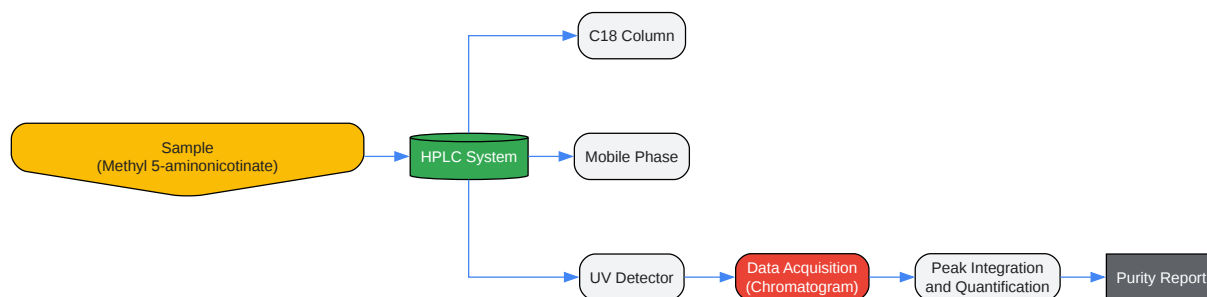 C18 Column
Sample
(Methyl 5-aminonicotinate)
HPLC System
Mobile Phase
UV Detector
Data Acquisition
(Chromatogram)
Peak Integration
and Quantification
Purity Report